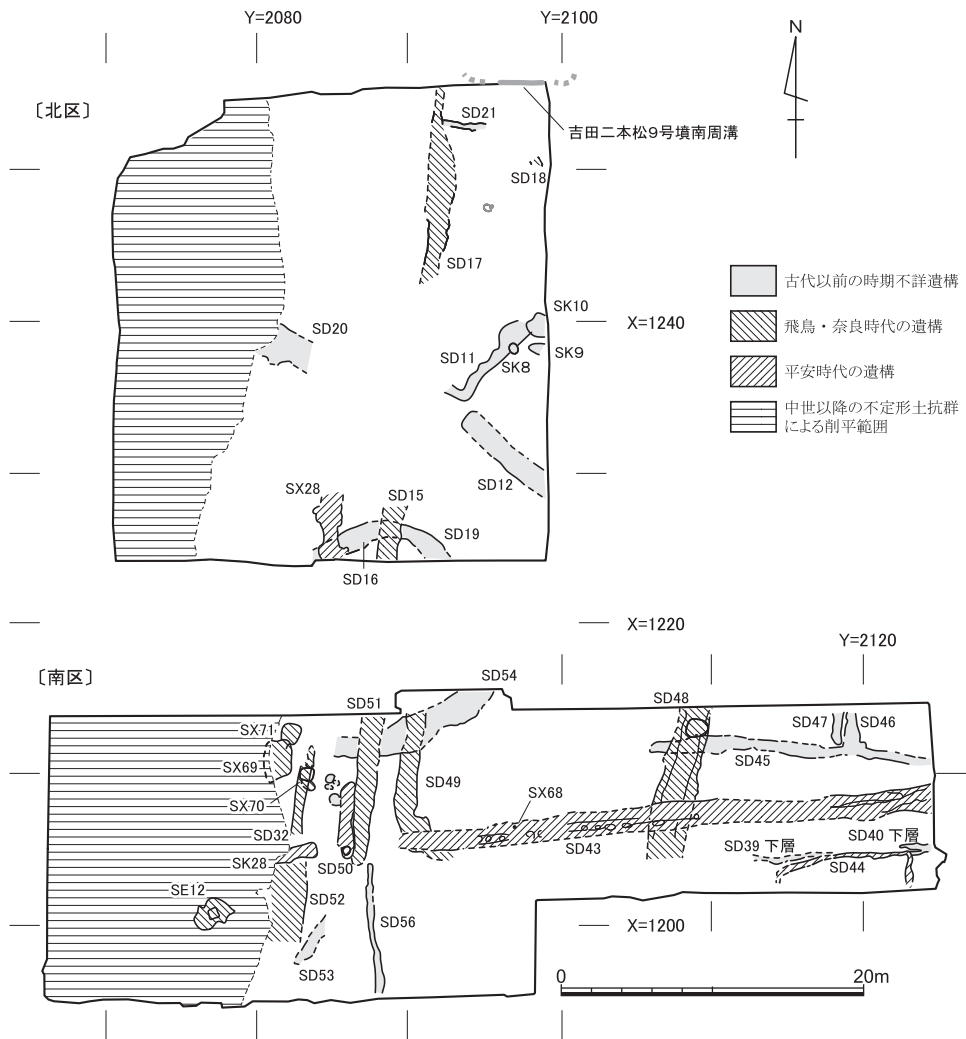 Y=2080
Y=2100
N
〔北区〕
SD21
吉田二本松9号墳南周溝
SD18
SD17
古代以前の時期不詳遺構
飛鳥・奈良時代の遺構
平安時代の遺構
中世以降の不定形土抗群
による削平範囲
SK10
X=1240
SD20
SD11
SK9
SK8
SD12
SX28
SD15
SD19
SD16
X=1220
Y=2120
〔南区〕
SD54
SD51
SD48
SX71
SD47
SD46
SX69
SD45
SD49
SX70
SX68
SD32
SD43
SD40 下層
SD39 下層
SK28
SD50
SD44
SE12
SD52
SD56
X=1200
SD53
0
20m